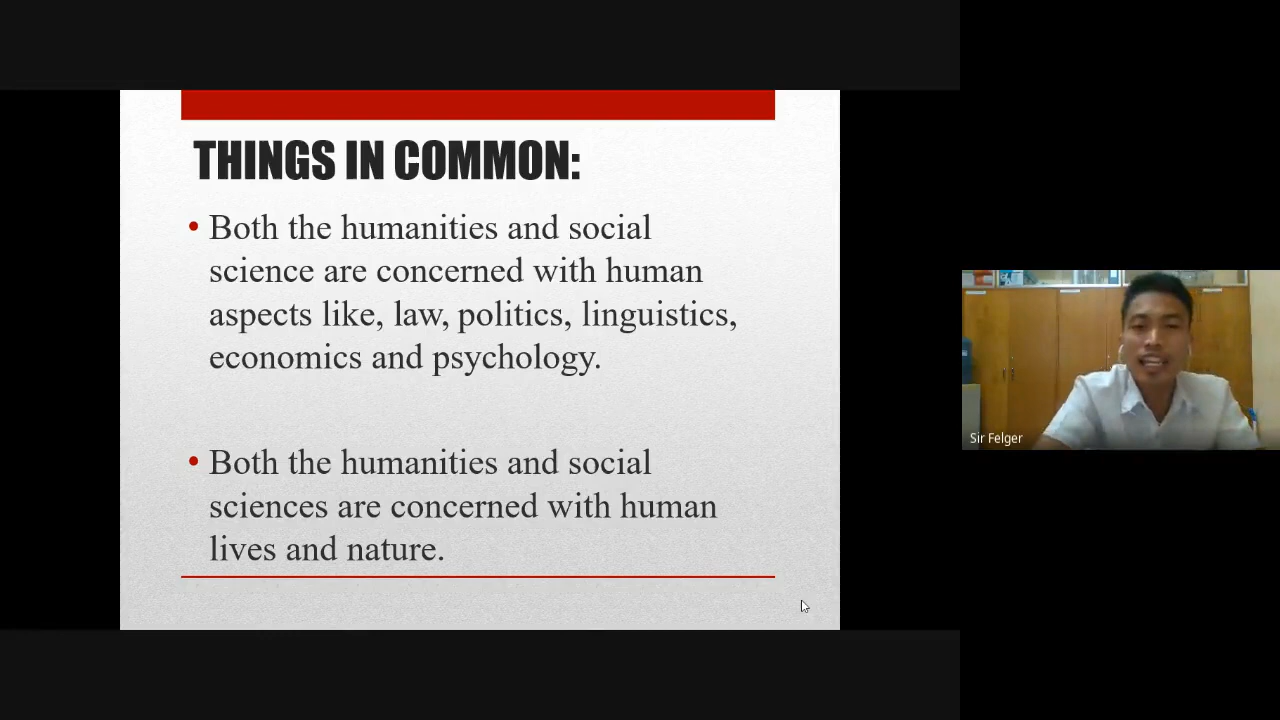 THINGS IN COMMON:
• Both the humanities and social
science are concerned with human
aspects like, law, politics, linguistics,
economics and psychology.
• Both the humanities and social
sciences are concerned with human
lives and nature.
Sir Felger